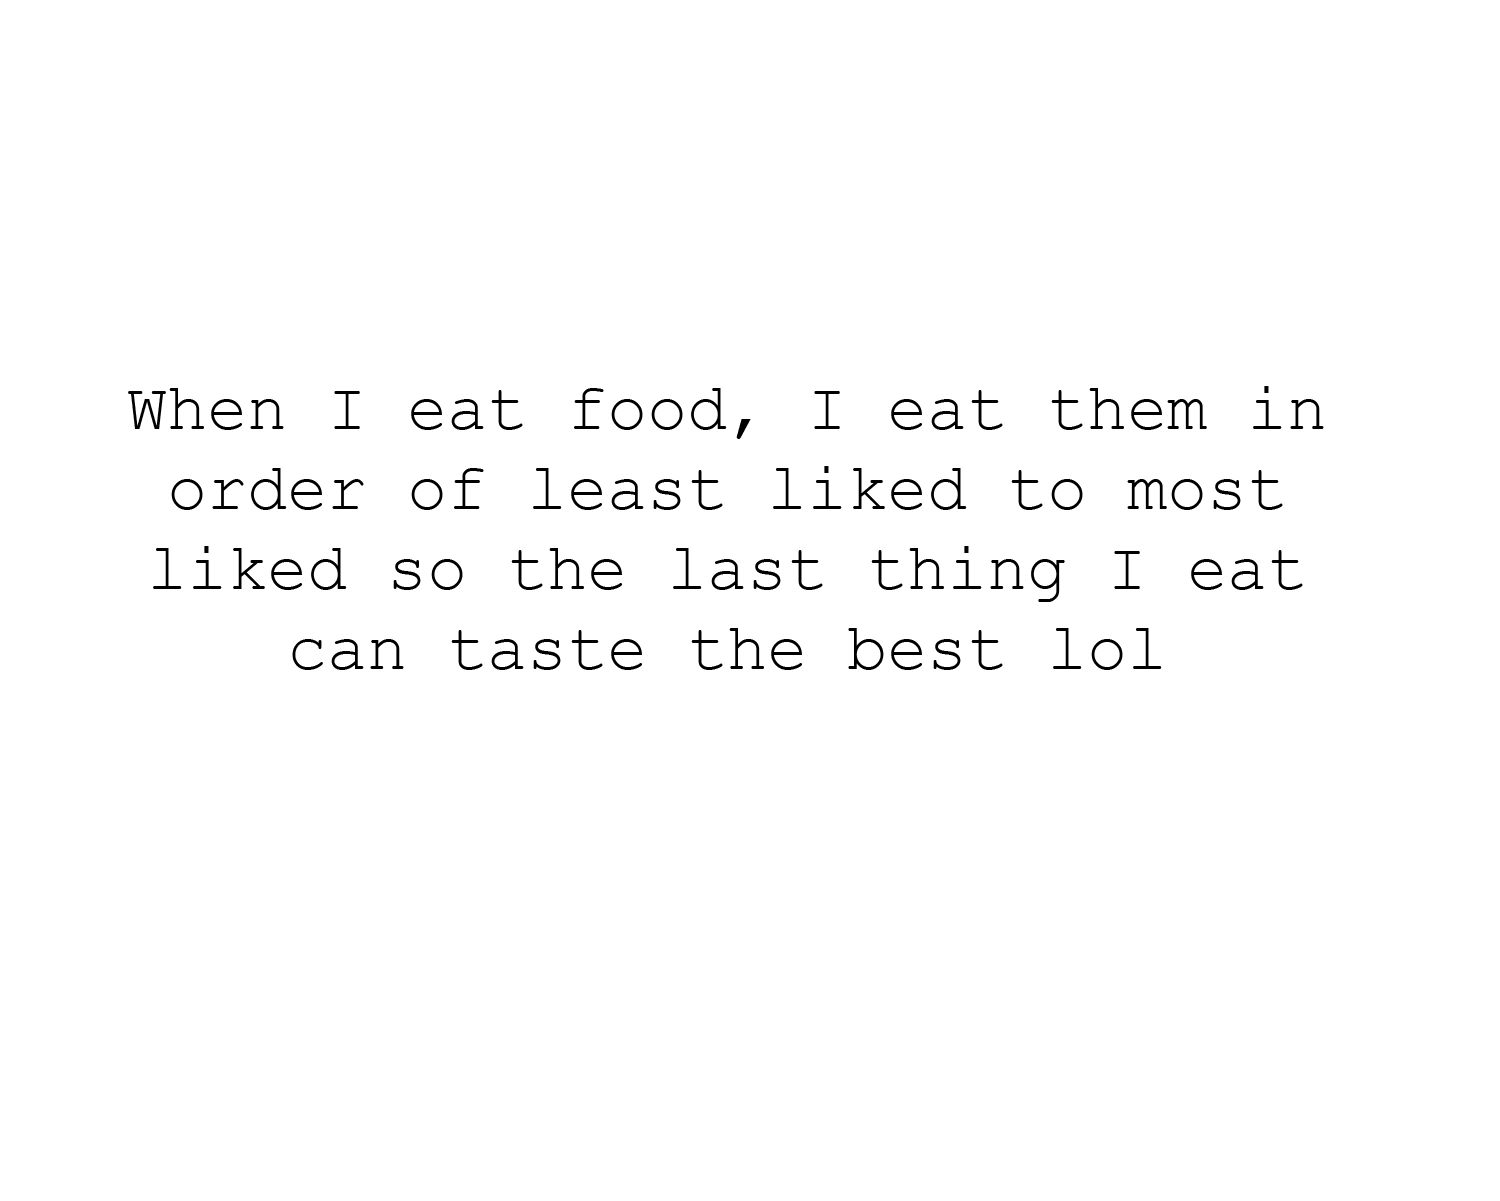 When I eat food, I eat them in
order of least liked to most
liked so the last thing I eat
can taste the best lol